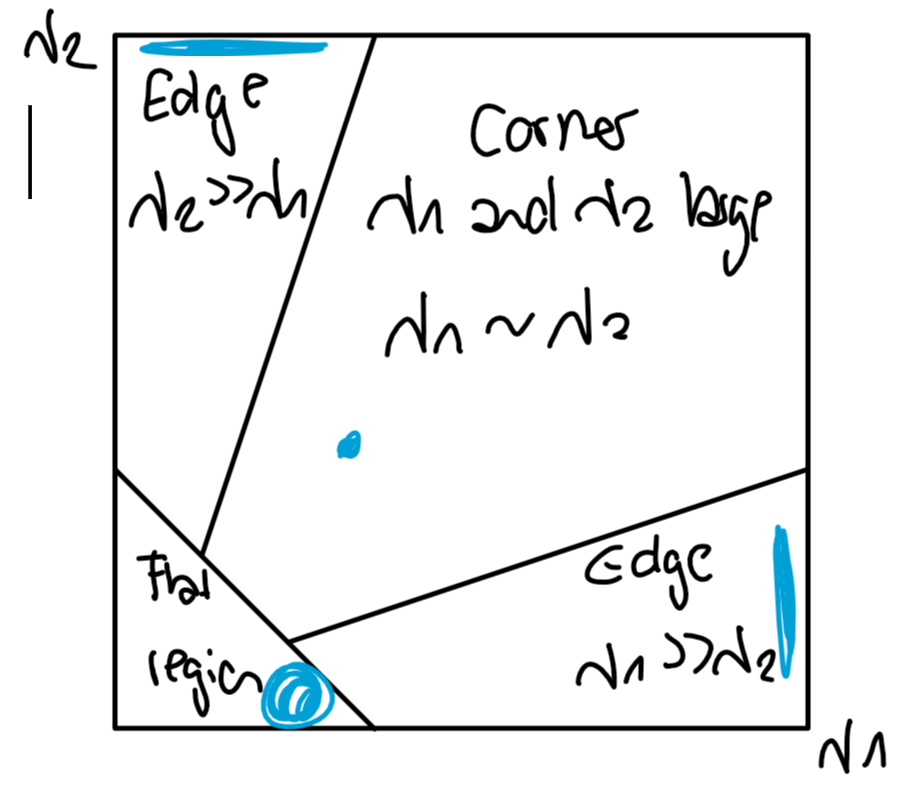 λ2
Edge
λ2 >> λ1
Corner
λ1 and λ2 large
λ1 ~ λ2
Flat
region
Edge
λ1 >> λ2
λ1